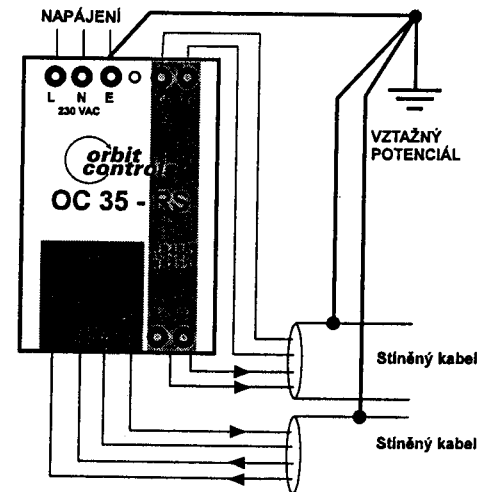 NAPÁJENÍ
L N E
230 VAC
orbit
control
OC 35 -
VZTAŽNÝ
POTENCIÁL
Stíněný kabel
Stíněný kabel